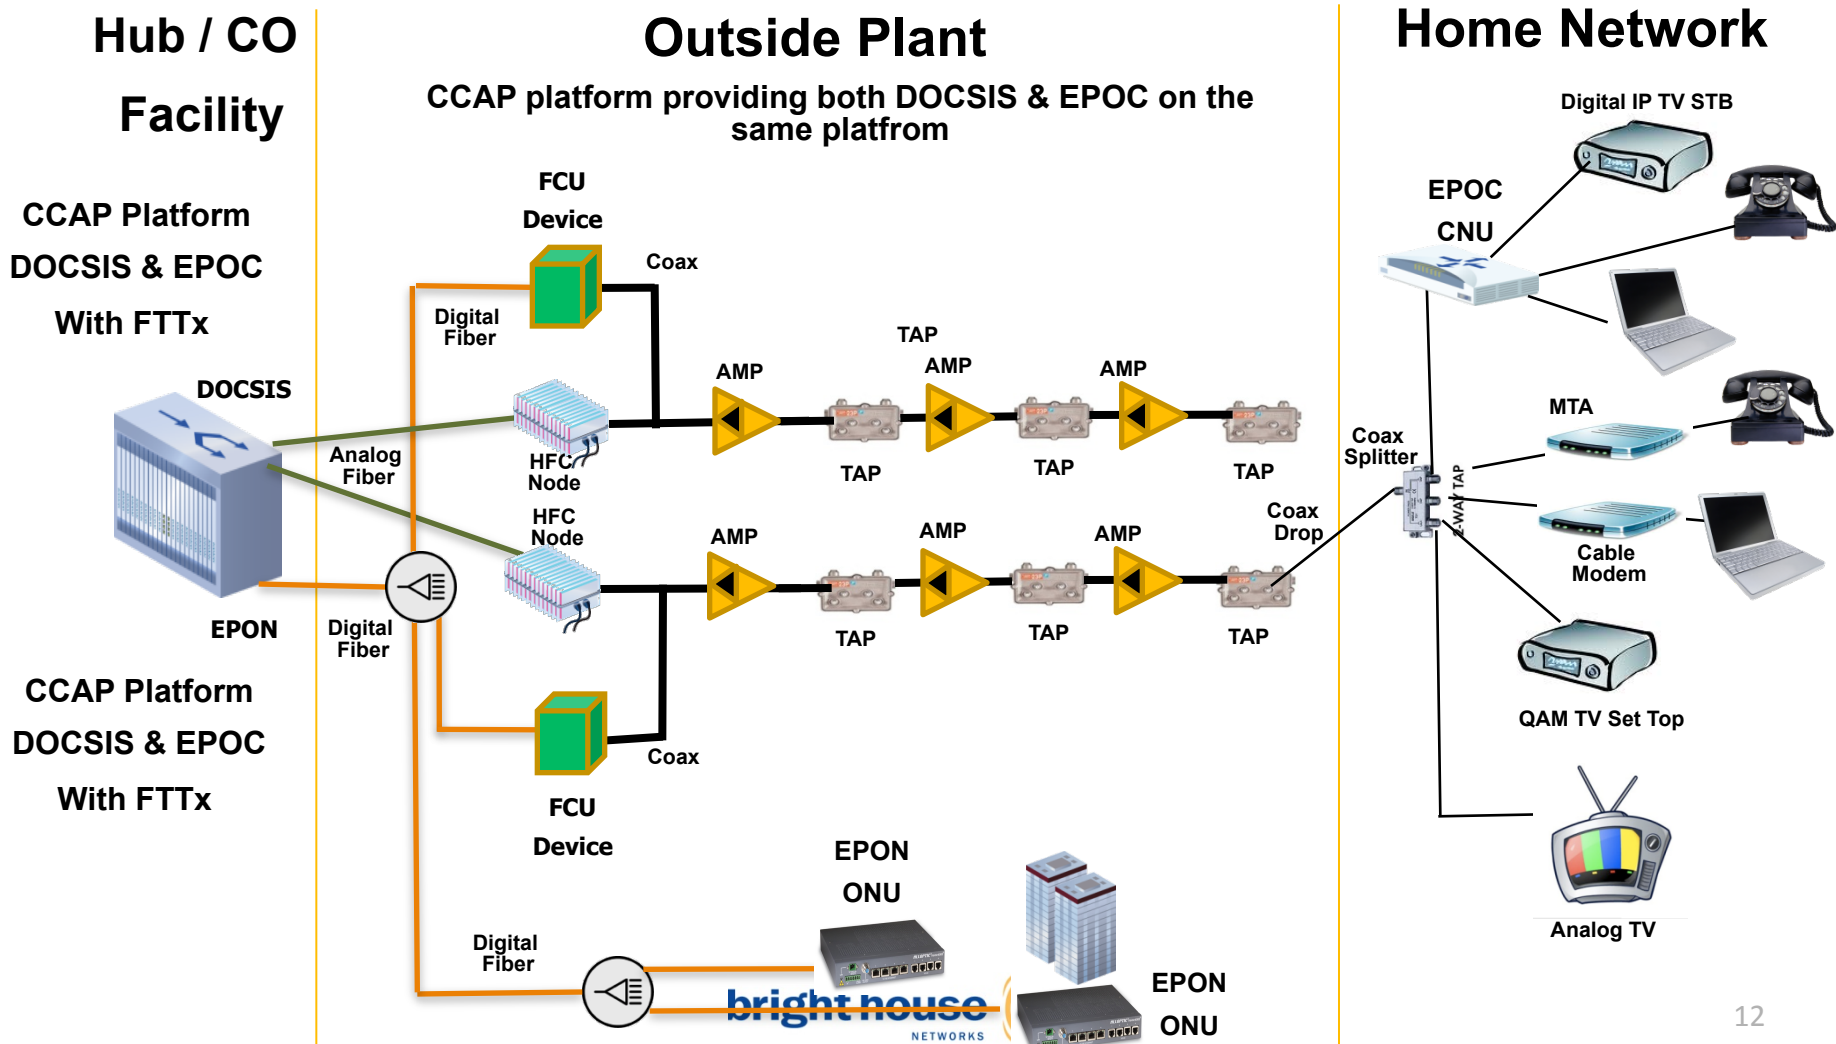 Hub / CO
Facility
Outside Plant
Home Network
CCAP platform providing both DOCSIS & EPOC on the
same platfrom
CCAP Platform
DOCSIS & EPOC
With FTTx
DOCSIS
EPON
CCAP Platform
DOCSIS & EPOC
With FTTx
FCU
Device
Coax
Digital
Fiber
Analog
Fiber
HFC
Node
HFC
Node
Digital
Fiber
AMP
TAP
AMP
AMP
TAP
TAP
TAP
AMP
AMP
AMP
TAP
TAP
TAP
Coax
FCU
Device
Digital
Fiber
EPON
ONU
EPON
ONU
bright house
NETWORKS
Coax
Drop
Coax
Splitter
2-WAY TAP
Digital IP TV STB
EPOC
CNU
MTA
Cable
Modem
QAM TV Set Top
Analog TV
12